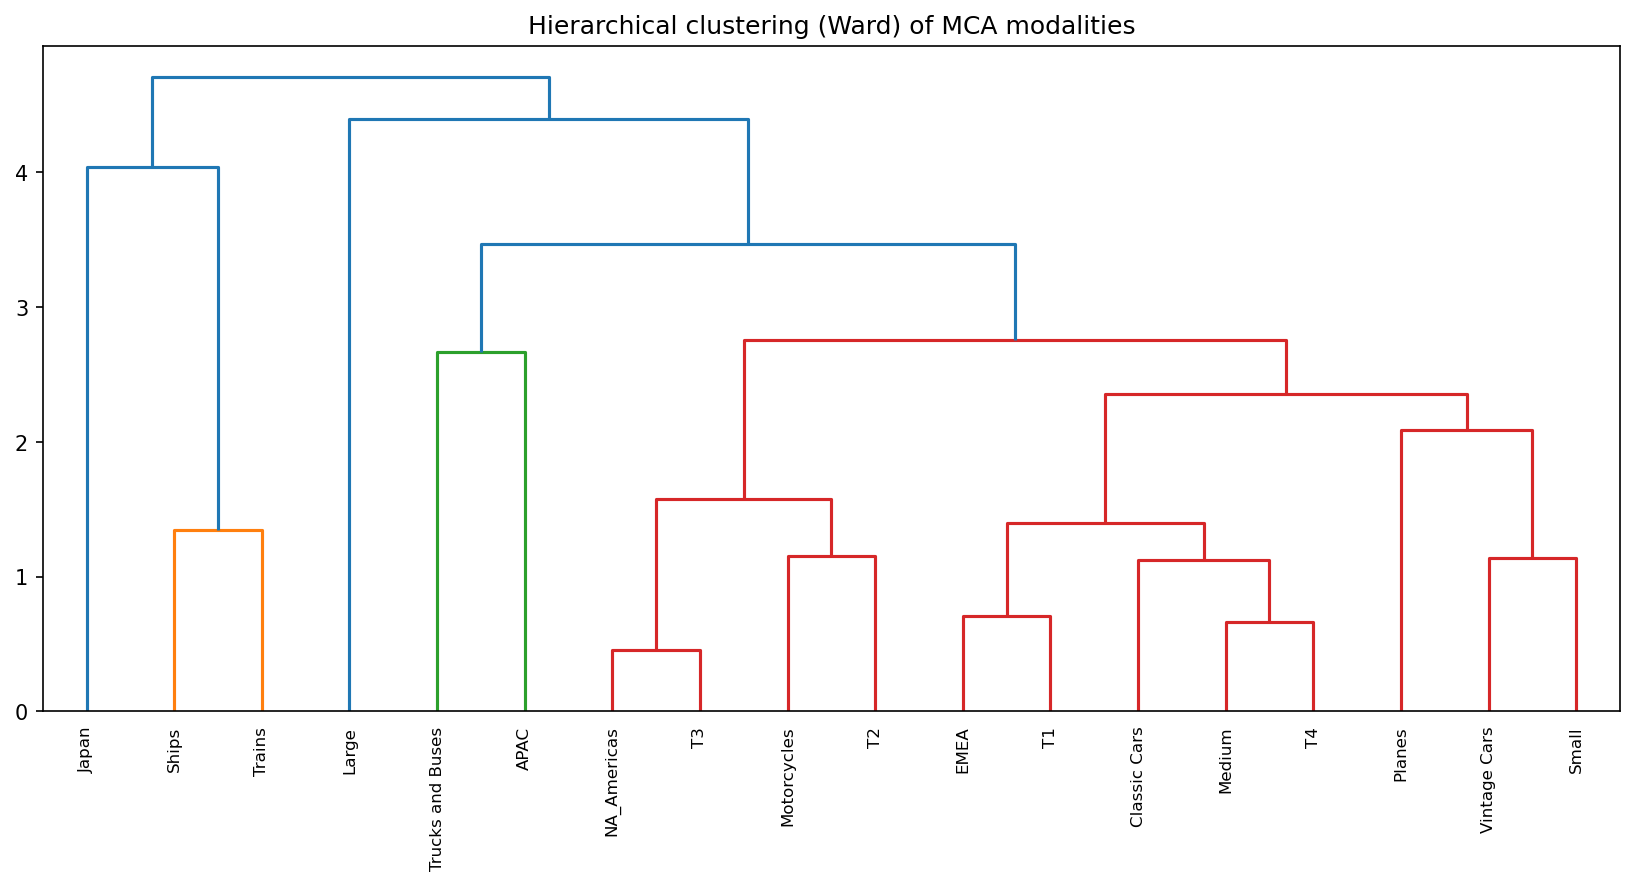 Hierarchical clustering (Ward) of MCA modalities
4
3
2
1
0
Japan
Ships
Trains
Large
Trucks and Buses
APAC
NA_Americas
T3
Motorcycles
T2
EMEA
T1
Classic Cars
Medium
T4
Planes
Vintage Cars
Small